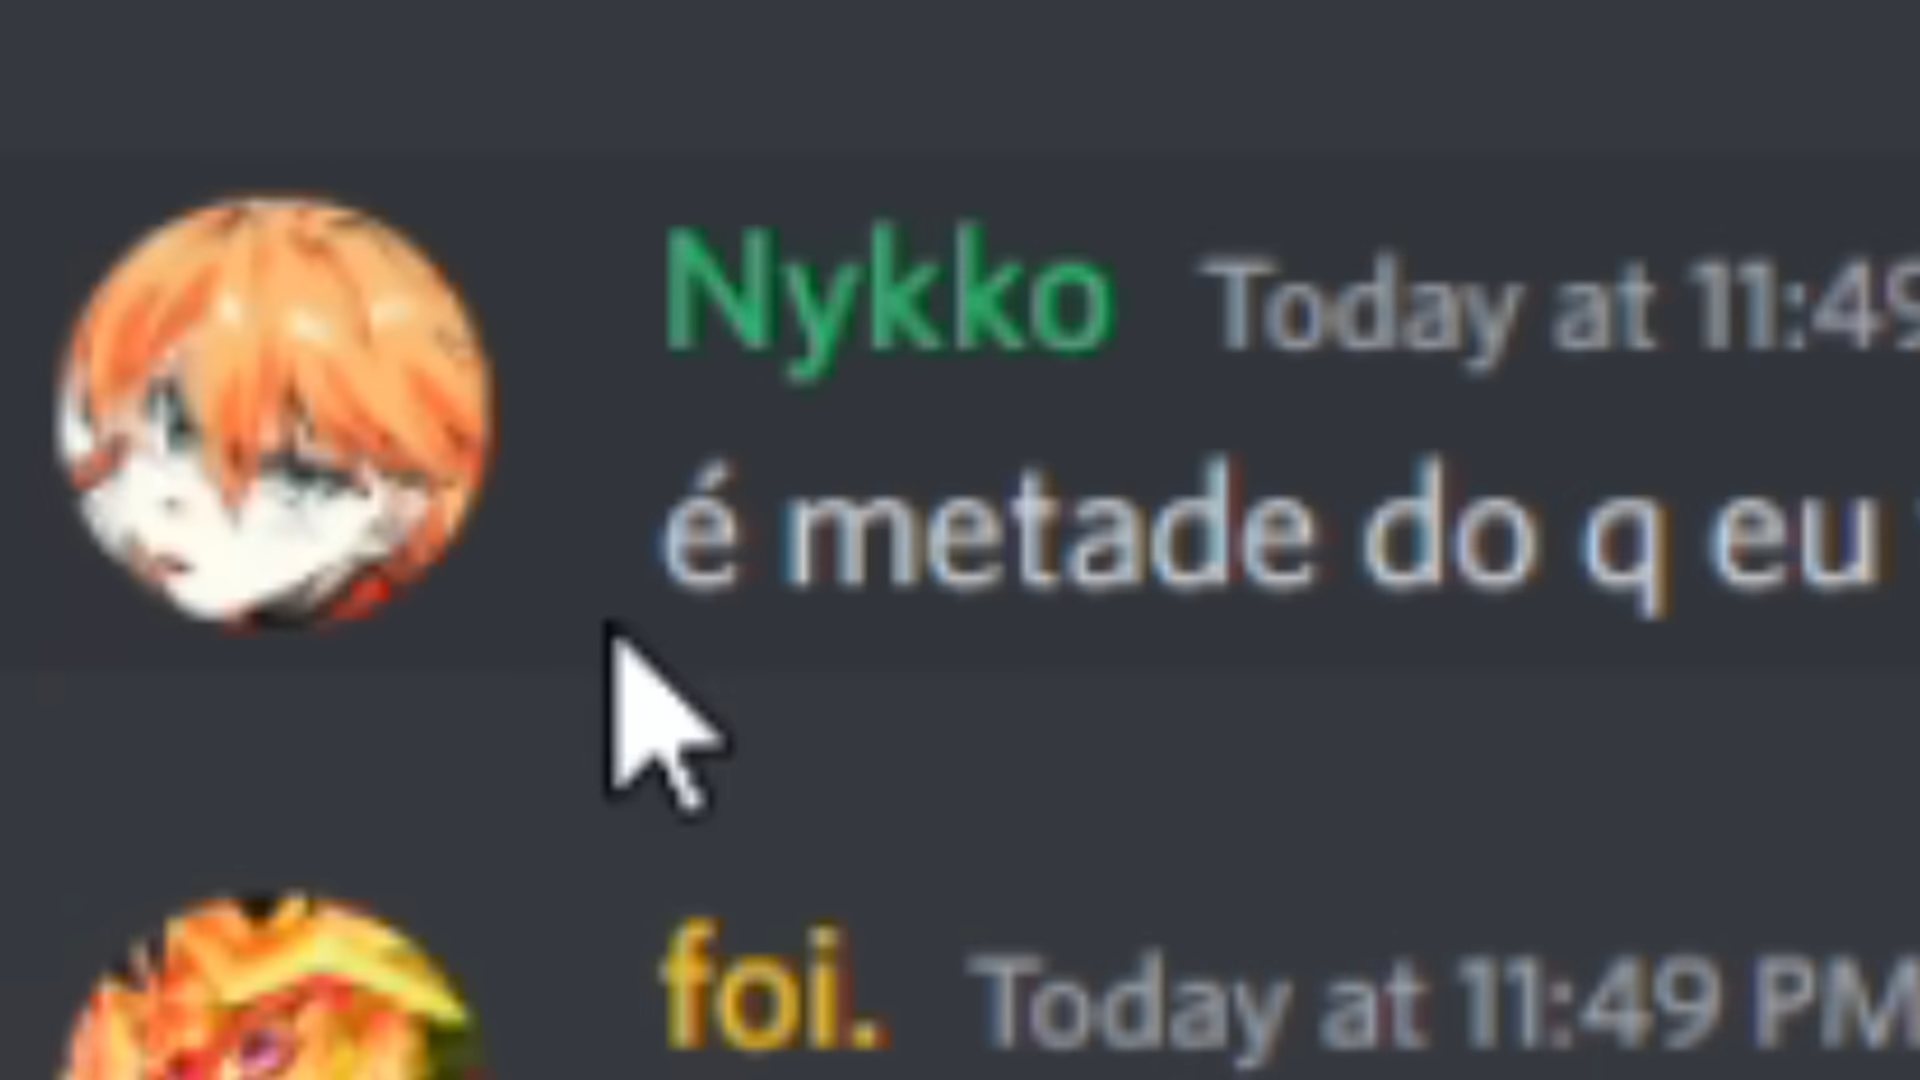 Nykko Today at 11:49
é metade do q eu
foi. Today at 11:49 PM